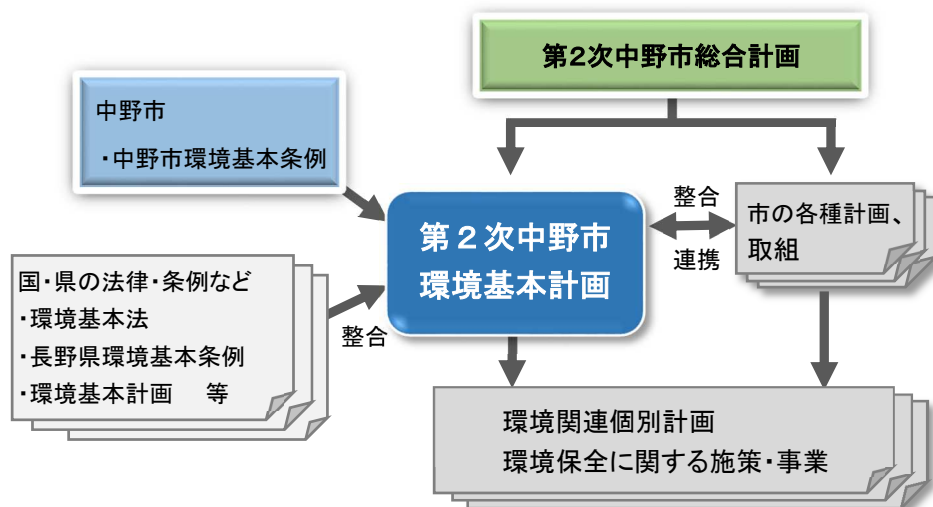 第2次中野市総合計画
中野市
・中野市環境基本条例
整合
連携
市の各種計画、
取組
第２次中野市
環境基本計画
国・県の法律・条例など
・環境基本法
・長野県環境基本条例
・環境基本計画　等
整合
環境関連個別計画
環境保全に関する施策・事業